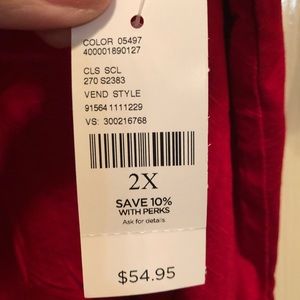 COLOR 05497
400001890127
CLS SCL
270 S2383
VEND STYLE
91564 1111229
VS: 300216768
2X
SAVE 10%
WITH PERKS
Ask for details
$54.95